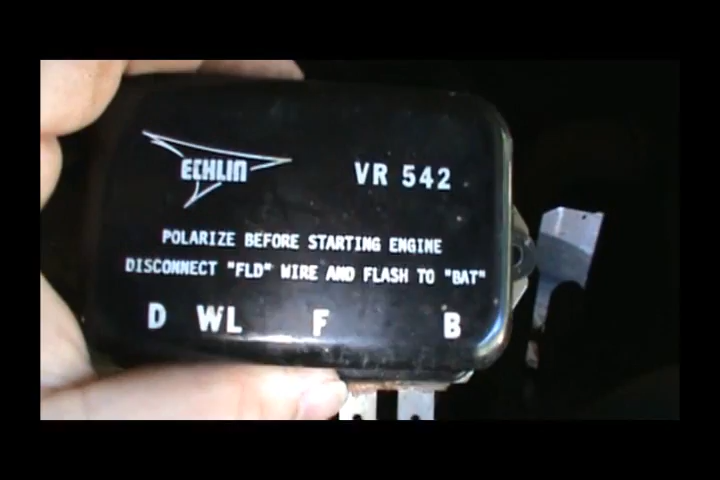 ECHLIN
VR 542
POLARIZE BEFORE STARTING ENGINE
DISCONNECT "FLD" WIRE AND FLASH TO "BAT"
D WL F B